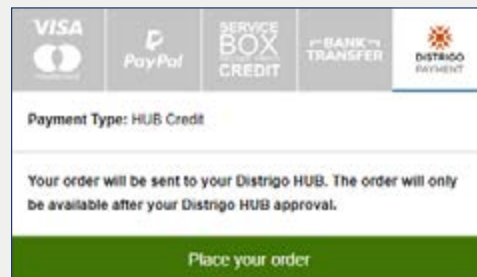 VISA
PayPal
SERVICE
BOX
CREDIT
BANK
TRANSFER
DISTRIGO
PAYMENT
Payment Type: HUB Credit
Your order will be sent to your Distrigo HUB. The order will only
be available after your Distrigo HUB approval.
Place your order